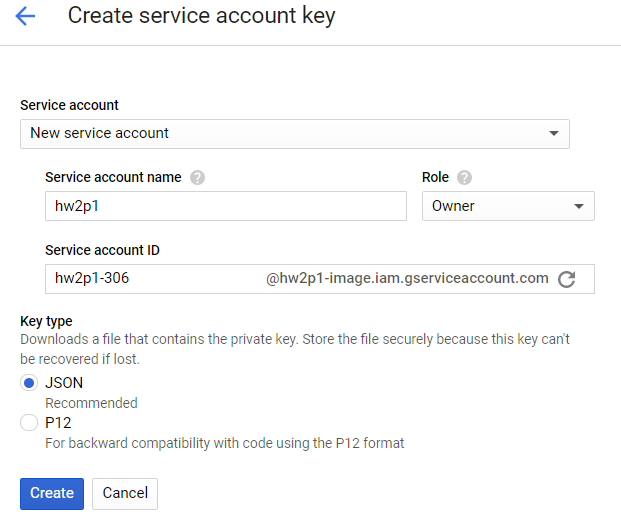 Create service account key
Service account
New service account
Service account name ?
Role ?
hw2p1
Owner
Service account ID
hw2p1-306 @hw2p1-image.iam.gserviceaccount.com
Key type
Downloads a file that contains the private key. Store the file securely because this key can't
be recovered if lost.
JSON
Recommended
P12
For backward compatibility with code using the P12 format
Create Cancel